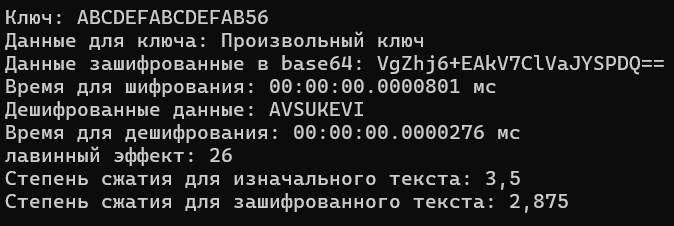 Ключ: ABCDEFABCDEFAB56
Данные для ключа: Произвольный ключ
Данные зашифрованные в base64: VgZhj6+EAkV7ClVaJYSPDQ==
Время для шифрования: 00:00:00.0000801 мс
Дешифрованные данные: AVSUKEVI
Время для дешифрования: 00:00:00.0000276 мс
лавинный эффект: 26
Степень сжатия для изначального текста: 3,5
Степень сжатия для зашифрованного текста: 2,875